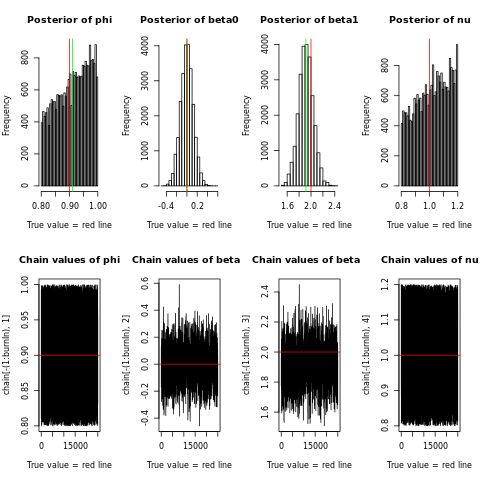 Posterior of phi
Posterior of beta0
Posterior of beta1
Posterior of nu
Frequency
0 200 400 600 800
0.80 0.90 1.00
True value = red line
Frequency
0 1000 2000 3000 4000
-0.4 0.2
True value = red line
Frequency
0 1000 2000 3000 4000
1.6 2.0 2.4
True value = red line
Frequency
0 200 400 600 800
0.8 1.0 1.2
True value = red line
Chain values of phi
Chain values of beta
Chain values of beta
Chain values of nu
chain[-(1:burnIn), 1]
0.80 0.85 0.90 0.95 1.00
0 15000
True value = red line
chain[-(1:burnIn), 2]
-0.4 -0.2 0.0 0.2 0.4 0.6
0 15000
True value = red line
chain[-(1:burnIn), 3]
1.6 1.8 2.0 2.2 2.4
0 15000
True value = red line
chain[-(1:burnIn), 4]
0.8 0.9 1.0 1.1 1.2
0 15000
True value = red line